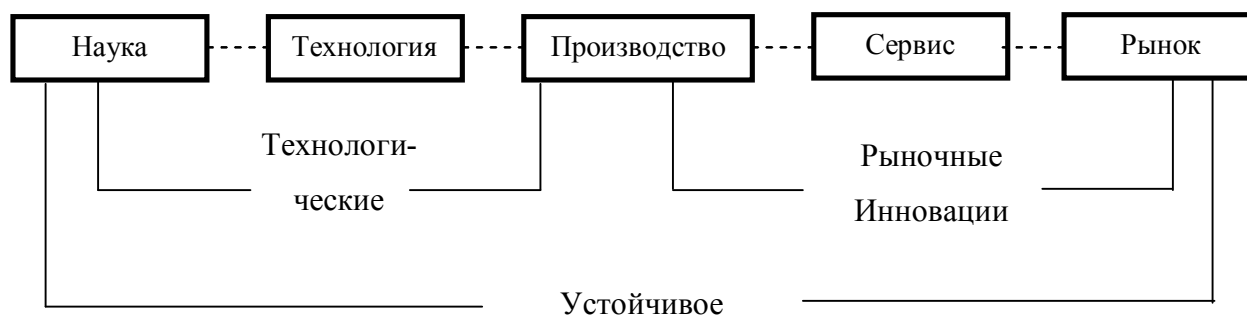 Наука Технология Производство Сервис Рынок
Технологи-
ческие
Рыночные
Инновации
Устойчивое